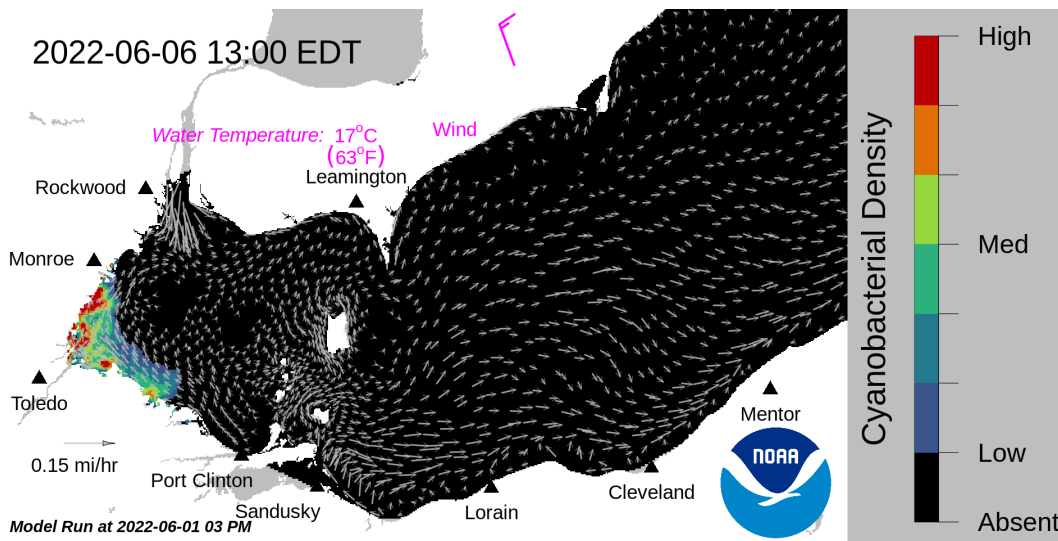 2022-06-06 13:00 EDT
Water Temperature: 17°C
(63°F)
Wind
Leamington
Rockwood
Monroe
Toledo
0.15 mi/hr
Port Clinton
Sandusky
Lorain
Cleveland
Mentor
NOAA
Model Run at 2022-06-01 03 PM
Cyanobacterial Density
High
Med
Low
Absent